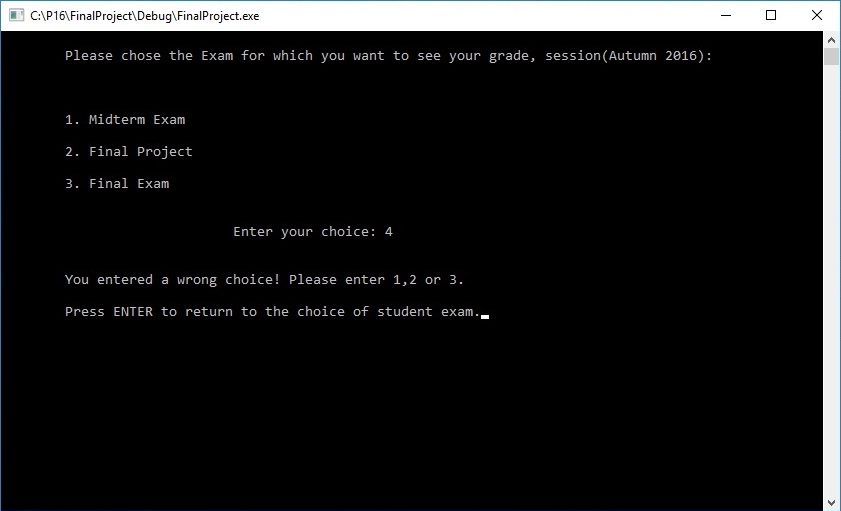 C:\P16\FinalProject\Debug\FinalProject.exe
Please chose the Exam for which you want to see your grade, session(Autumn 2016):
1. Midterm Exam
2. Final Project
3. Final Exam
Enter your choice: 4
You entered a wrong choice! Please enter 1,2 or 3.
Press ENTER to return to the choice of student exam.